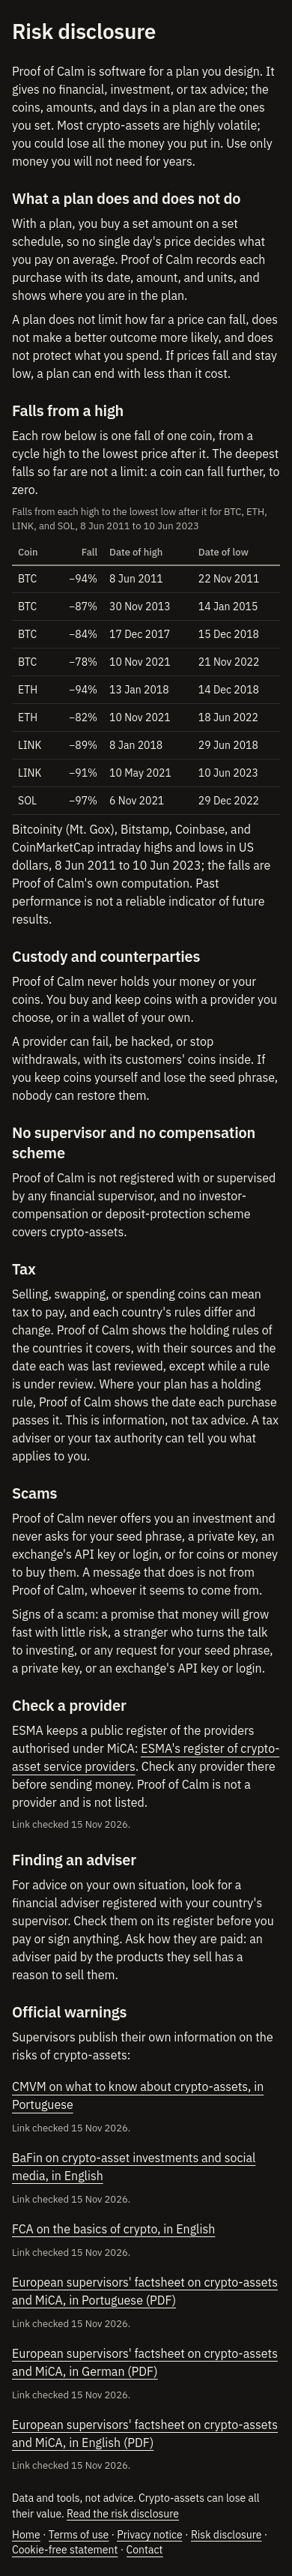 Risk disclosure
Proof of Calm is software for a plan you design. It
gives no financial, investment, or tax advice; the
coins, amounts, and days in a plan are the ones
you set. Most crypto-assets are highly volatile;
you could lose all the money you put in. Use only
money you will not need for years.
What a plan does and does not do
With a plan, you buy a set amount on a set
schedule, so no single day's price decides what
you pay on average. Proof of Calm records each
purchase with its date, amount, and units, and
shows where you are in the plan.
A plan does not limit how far a price can fall, does
not make a better outcome more likely, and does
not protect what you spend. If prices fall and stay
low, a plan can end with less than it cost.
Falls from a high
Each row below is one fall of one coin, from a
cycle high to the lowest price after it. The deepest
falls so far are not a limit: a coin can fall further, to
zero.
Falls from each high to the lowest low after it for BTC, ETH,
LINK, and SOL, 8 Jun 2011 to 10 Jun 2023
Coin Fall Date of high Date of low
BTC −94% 8 Jun 2011 22 Nov 2011
BTC −87% 30 Nov 2013 14 Jan 2015
BTC −84% 17 Dec 2017 15 Dec 2018
BTC −78% 10 Nov 2021 21 Nov 2022
ETH −94% 13 Jan 2018 14 Dec 2018
ETH −82% 10 Nov 2021 18 Jun 2022
LINK −89% 8 Jan 2018 29 Jun 2018
LINK −91% 10 May 2021 10 Jun 2023
SOL −97% 6 Nov 2021 29 Dec 2022
Bitcoinity (Mt. Gox), Bitstamp, Coinbase, and
CoinMarketCap intraday highs and lows in US
dollars, 8 Jun 2011 to 10 Jun 2023; the falls are
Proof of Calm's own computation. Past
performance is not a reliable indicator of future
results.
Custody and counterparties
Proof of Calm never holds your money or your
coins. You buy and keep coins with a provider you
choose, or in a wallet of your own.
A provider can fail, be hacked, or stop
withdrawals, with its customers' coins inside. If
you keep coins yourself and lose the seed phrase,
nobody can restore them.
No supervisor and no compensation
scheme
Proof of Calm is not registered with or supervised
by any financial supervisor, and no investor-
compensation or deposit-protection scheme
covers crypto-assets.
Tax
Selling, swapping, or spending coins can mean
tax to pay, and each country's rules differ and
change. Proof of Calm shows the holding rules of
the countries it covers, with their sources and the
date each was last reviewed, except while a rule
is under review. Where your plan has a holding
rule, Proof of Calm shows the date each purchase
passes it. This is information, not tax advice. A tax
adviser or your tax authority can tell you what
applies to you.
Scams
Proof of Calm never offers you an investment and
never asks for your seed phrase, a private key, an
exchange's API key or login, or for coins or money
to buy them. A message that does is not from
Proof of Calm, whoever it seems to come from.
Signs of a scam: a promise that money will grow
fast with little risk, a stranger who turns the talk
to investing, or any request for your seed phrase,
a private key, or an exchange's API key or login.
Check a provider
ESMA keeps a public register of the providers
authorised under MiCA: ESMA's register of crypto-
asset service providers. Check any provider there
before sending money. Proof of Calm is not a
provider and is not listed.
Link checked 15 Nov 2026.
Finding an adviser
For advice on your own situation, look for a
financial adviser registered with your country's
supervisor. Check them on its register before you
pay or sign anything. Ask how they are paid: an
adviser paid by the products they sell has a
reason to sell them.
Official warnings
Supervisors publish their own information on the
risks of crypto-assets:
CMVM on what to know about crypto-assets, in
Portuguese
Link checked 15 Nov 2026.
BaFin on crypto-asset investments and social
media, in English
Link checked 15 Nov 2026.
FCA on the basics of crypto, in English
Link checked 15 Nov 2026.
European supervisors' factsheet on crypto-assets
and MiCA, in Portuguese (PDF)
Link checked 15 Nov 2026.
European supervisors' factsheet on crypto-assets
and MiCA, in German (PDF)
Link checked 15 Nov 2026.
European supervisors' factsheet on crypto-assets
and MiCA, in English (PDF)
Link checked 15 Nov 2026.
Data and tools, not advice. Crypto-assets can lose all
their value. Read the risk disclosure
Home · Terms of use · Privacy notice · Risk disclosure ·
Cookie-free statement · Contact